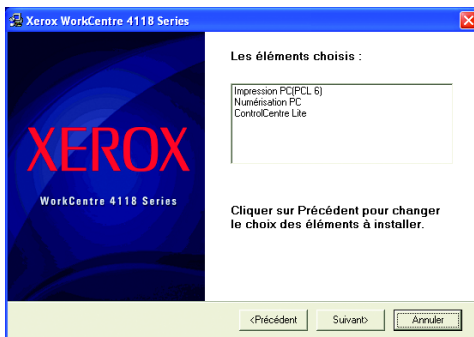 Xerox WorkCentre 4118 Series
Les éléments choisis :
Impression PC(PCL 6)
Numérisation PC
ControlCentre Lite
XEROX
WorkCentre 4118 Series
Cliquer sur Précédent pour changer
le choix des éléments à installer.
<Précédent
Suivant>
Annuler